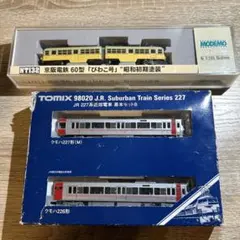 MODEMO
NT132
京阪電鉄 60型「びわこ号」"昭和初期塗装"
TOMIX 98020 J.R. Suburban Train Series 227
JR 227系近郊電車 基本セットB
クモハ227形(M)
クモハ226形